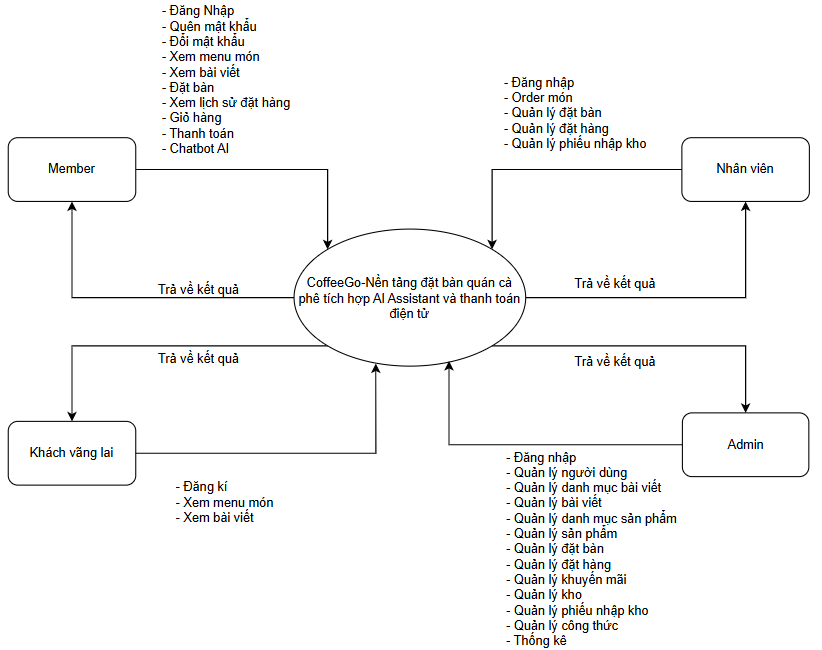 - Đăng Nhập
- Quên mật khẩu
- Đổi mật khẩu
- Xem menu món
- Xem bài viết
- Đặt bàn
- Xem lịch sử đặt hàng
- Giỏ hàng
- Thanh toán
- Chatbot AI
- Đăng nhập
- Order món
- Quản lý đặt bàn
- Quản lý đặt hàng
- Quản lý phiếu nhập kho
Member
Nhân viên
CoffeeGo-Nền tảng đặt bàn quán cà
phê tích hợp AI Assistant và thanh toán
điện tử
Trả về kết quả
Trả về kết quả
Trả về kết quả
Trả về kết quả
Khách vãng lai
Admin
- Đăng kí
- Xem menu món
- Xem bài viết
- Đăng nhập
- Quản lý người dùng
- Quản lý danh mục bài viết
- Quản lý bài viết
- Quản lý danh mục sản phẩm
- Quản lý sản phẩm
- Quản lý đặt bàn
- Quản lý đặt hàng
- Quản lý khuyến mãi
- Quản lý kho
- Quản lý phiếu nhập kho
- Quản lý công thức
- Thống kê